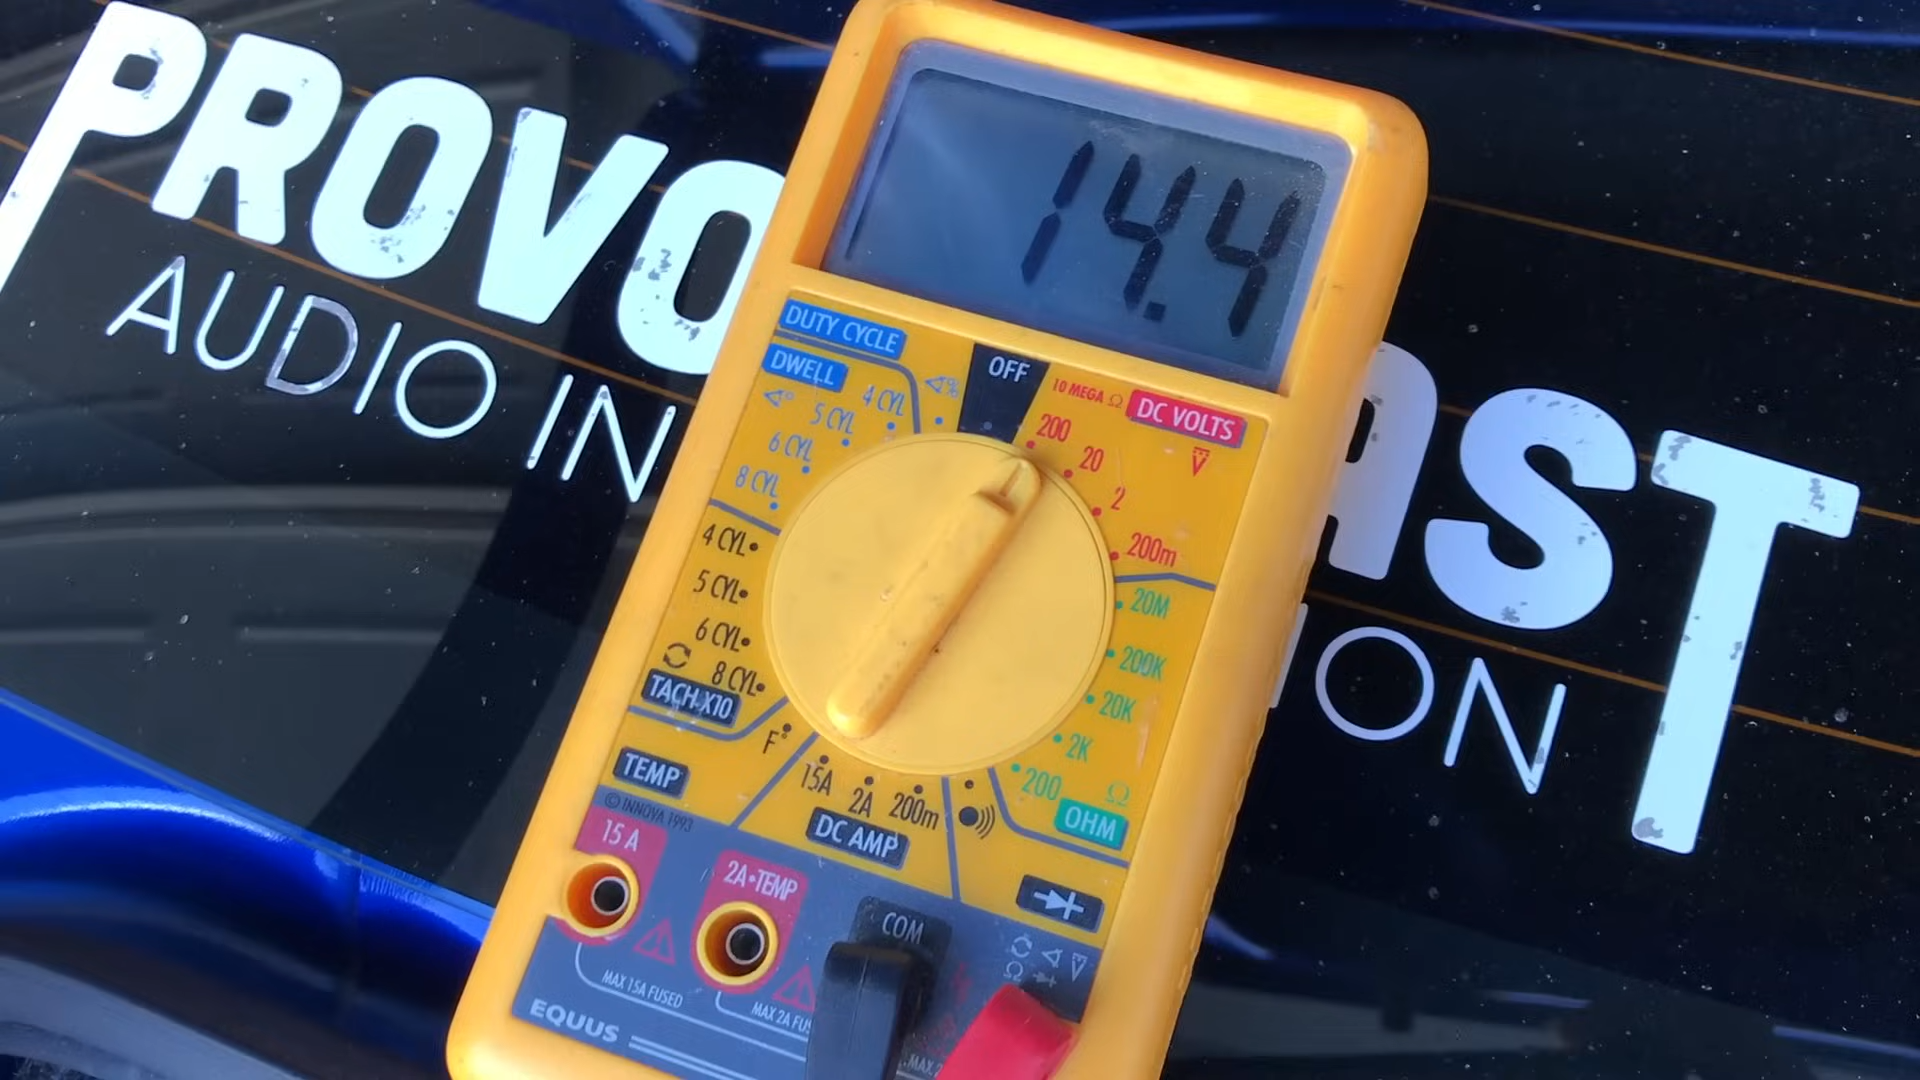 PROVO
AST
AUDIO IN
ION
14.4
DUTY CYCLE
DWELL
OFF
10 MEGA Ω
DC VOLTS
4 CYL
5 CYL
6 CYL
8 CYL
%
200
20
2
200m
4 CYL
5 CYL
6 CYL
8 CYL
TACH X10
20M
200K
20K
2K
200
Ω
OHM
F°
TEMP
15A
2A
200m
DC AMP
© INNOVA 1993
15 A
2A•TEMP
COM
MAX 15A FUSED
MAX 2A FUS
EQUUS
MAX